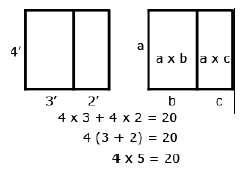 4'
a
a x b
a x c
3'
2'
b
c
4 x 3 + 4 x 2 = 20
4 (3 + 2) = 20
4 x 5 = 20